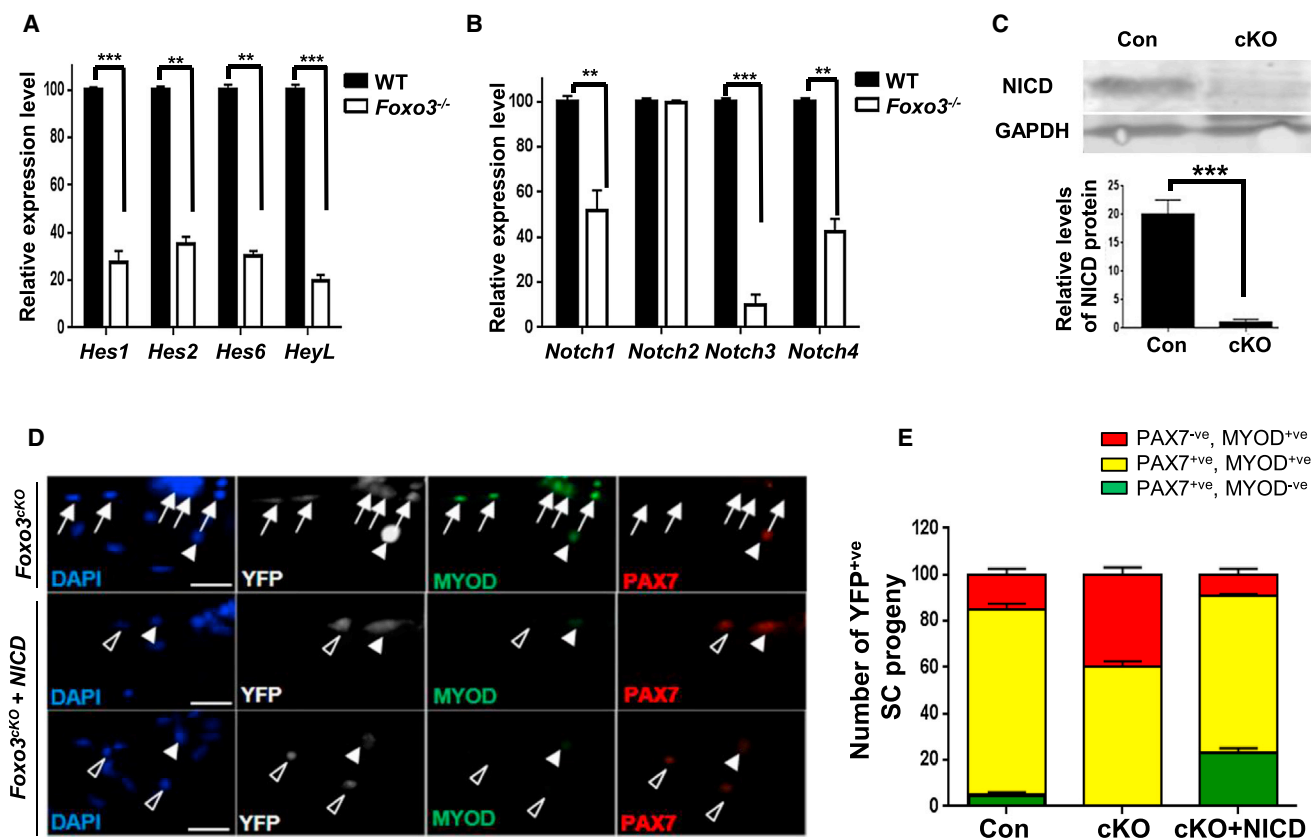 A
Relative expression level
100
80
60
40
20
0
***
**
**
***
WT
Foxo3-/-
Hes1 Hes2 Hes6 HeyL
B
Relative expression level
100
80
60
40
20
0
**
***
**
WT
Foxo3-/-
Notch1 Notch2 Notch3 Notch4
C
Con cKO
NICD
GAPDH
Relative levels
of NICD protein
25
20
15
10
5
0
***
Con cKO
D
Foxo3cKO
DAPI YFP MYOD PAX7
Foxo3cKO + NICD
DAPI YFP MYOD PAX7
DAPI YFP MYOD PAX7
E
PAX7-ve, MYOD+ve
PAX7+ve, MYOD+ve
PAX7+ve, MYOD-ve
Number of YFP+ve
SC progeny
120
100
80
60
40
20
0
Con cKO cKO+NICD